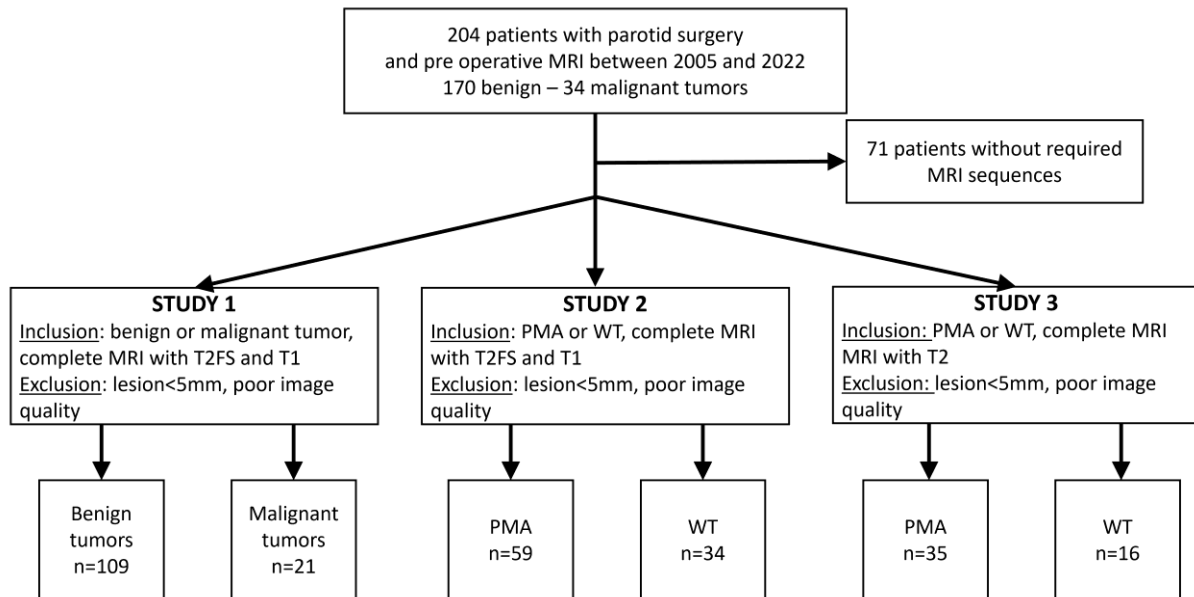 204 patients with parotid surgery
and pre operative MRI between 2005 and 2022
170 benign – 34 malignant tumors
71 patients without required
MRI sequences
STUDY 1
Inclusion: benign or malignant tumor,
complete MRI with T2FS and T1
Exclusion: lesion<5mm, poor image
quality
STUDY 2
Inclusion: PMA or WT, complete MRI
with T2FS and T1
Exclusion: lesion<5mm, poor image
quality
STUDY 3
Inclusion: PMA or WT, complete MRI
MRI with T2
Exclusion: lesion<5mm, poor image
quality
Benign
tumors
n=109
Malignant
tumors
n=21
PMA
n=59
WT
n=34
PMA
n=35
WT
n=16